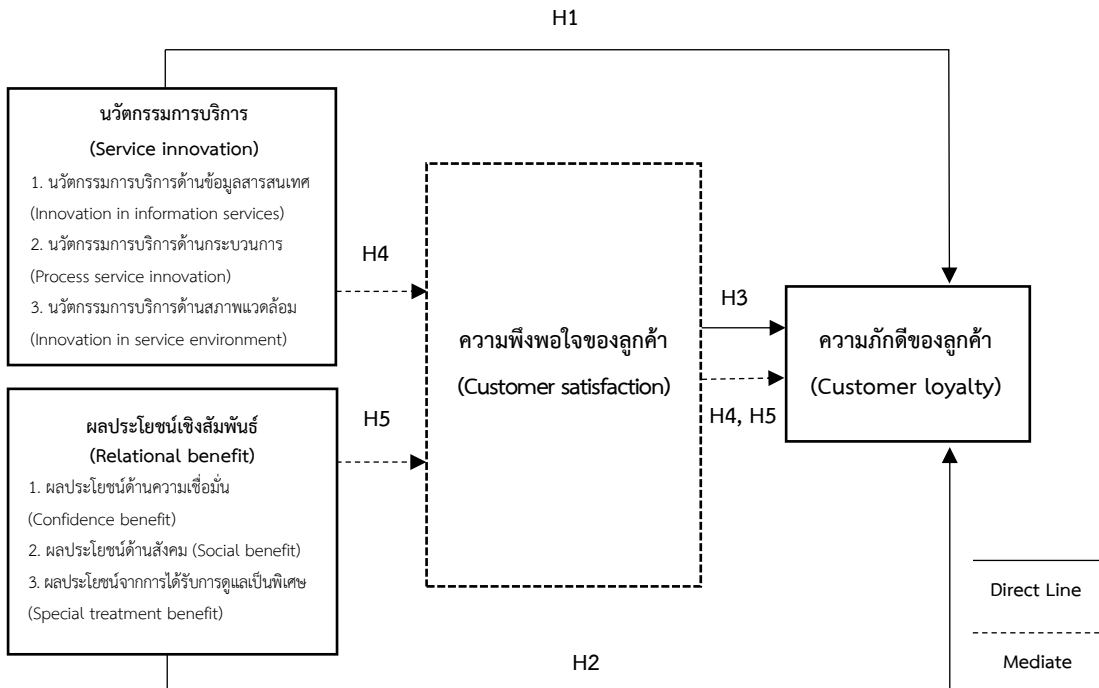 H1
นวัตกรรมการบริการ
(Service innovation)
1. นวัตกรรมการบริการด้านข้อมูลสารสนเทศ
(Innovation in information services)
2. นวัตกรรมการบริการด้านกระบวนการ
(Process service innovation)
3. นวัตกรรมการบริการด้านสภาพแวดล้อม
(Innovation in service environment)
H4
ความพึงพอใจของลูกค้า
(Customer satisfaction)
H3
H4, H5
ความภักดีของลูกค้า
(Customer loyalty)
ผลประโยชน์เชิงสัมพันธ์
(Relational benefit)
1. ผลประโยชน์ด้านความเชื่อมั่น
(Confidence benefit)
2. ผลประโยชน์ด้านสังคม (Social benefit)
3. ผลประโยชน์จากการได้รับการดูแลเป็นพิเศษ
(Special treatment benefit)
H5
H2
Direct Line
Mediate